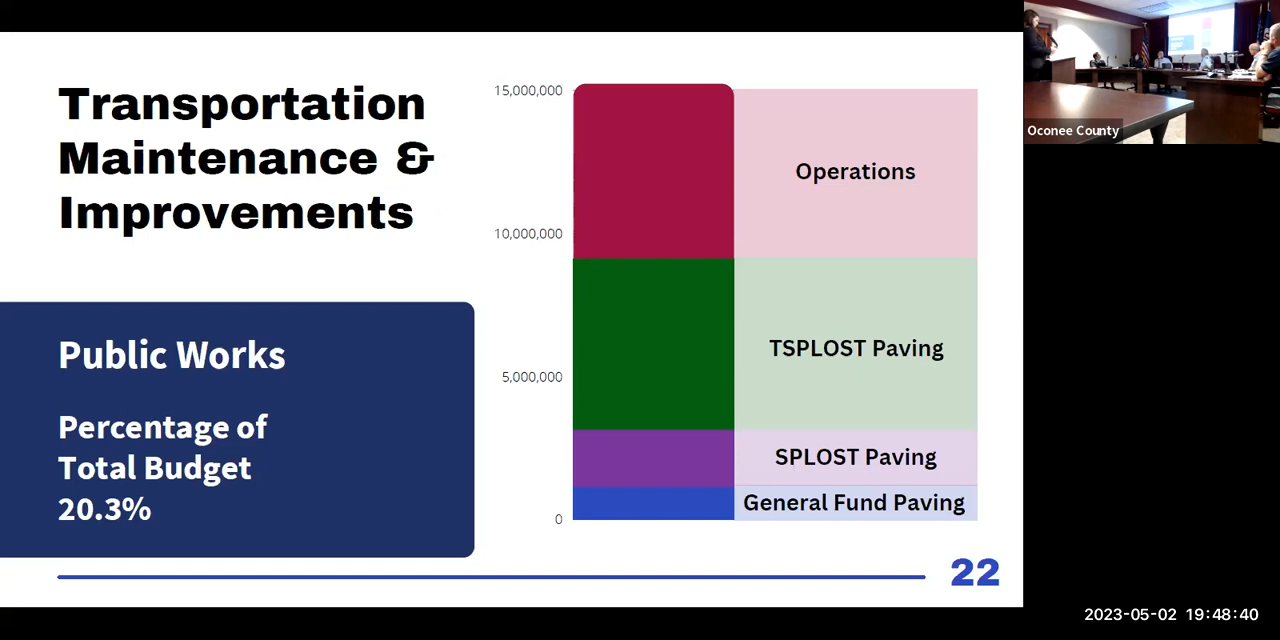 Transportation
Maintenance &
Improvements
Public Works
Percentage of
Total Budget
20.3%
15,000,000
10,000,000
5,000,000
0
Operations
TSPLOST Paving
SPLOST Paving
General Fund Paving
22
Oconee County
2023-05-02 19:48:40